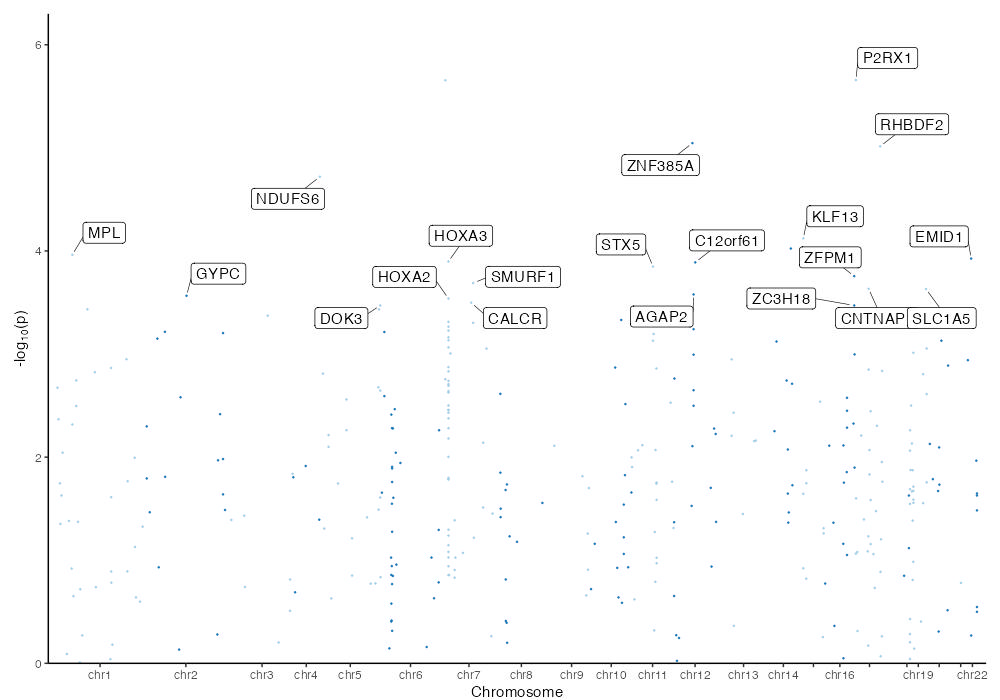 6
P2RX1
RHBDF2
ZNF385A
NDUFS6
KLF13
MPL
HOXA3
STX5
C12orf61
EMID1
4
ZFPM1
GYPC
HOXA2
SMURF1
ZC3H18
DOK3
CALCR
AGAP2
CNTNAP
SLC1A5
-log10(p)
2
0
chr1
chr2
chr3
chr4
chr5
chr6
chr7
chr8
chr9
chr10
chr11
chr12
chr13
chr14
chr16
chr19
chr22
Chromosome